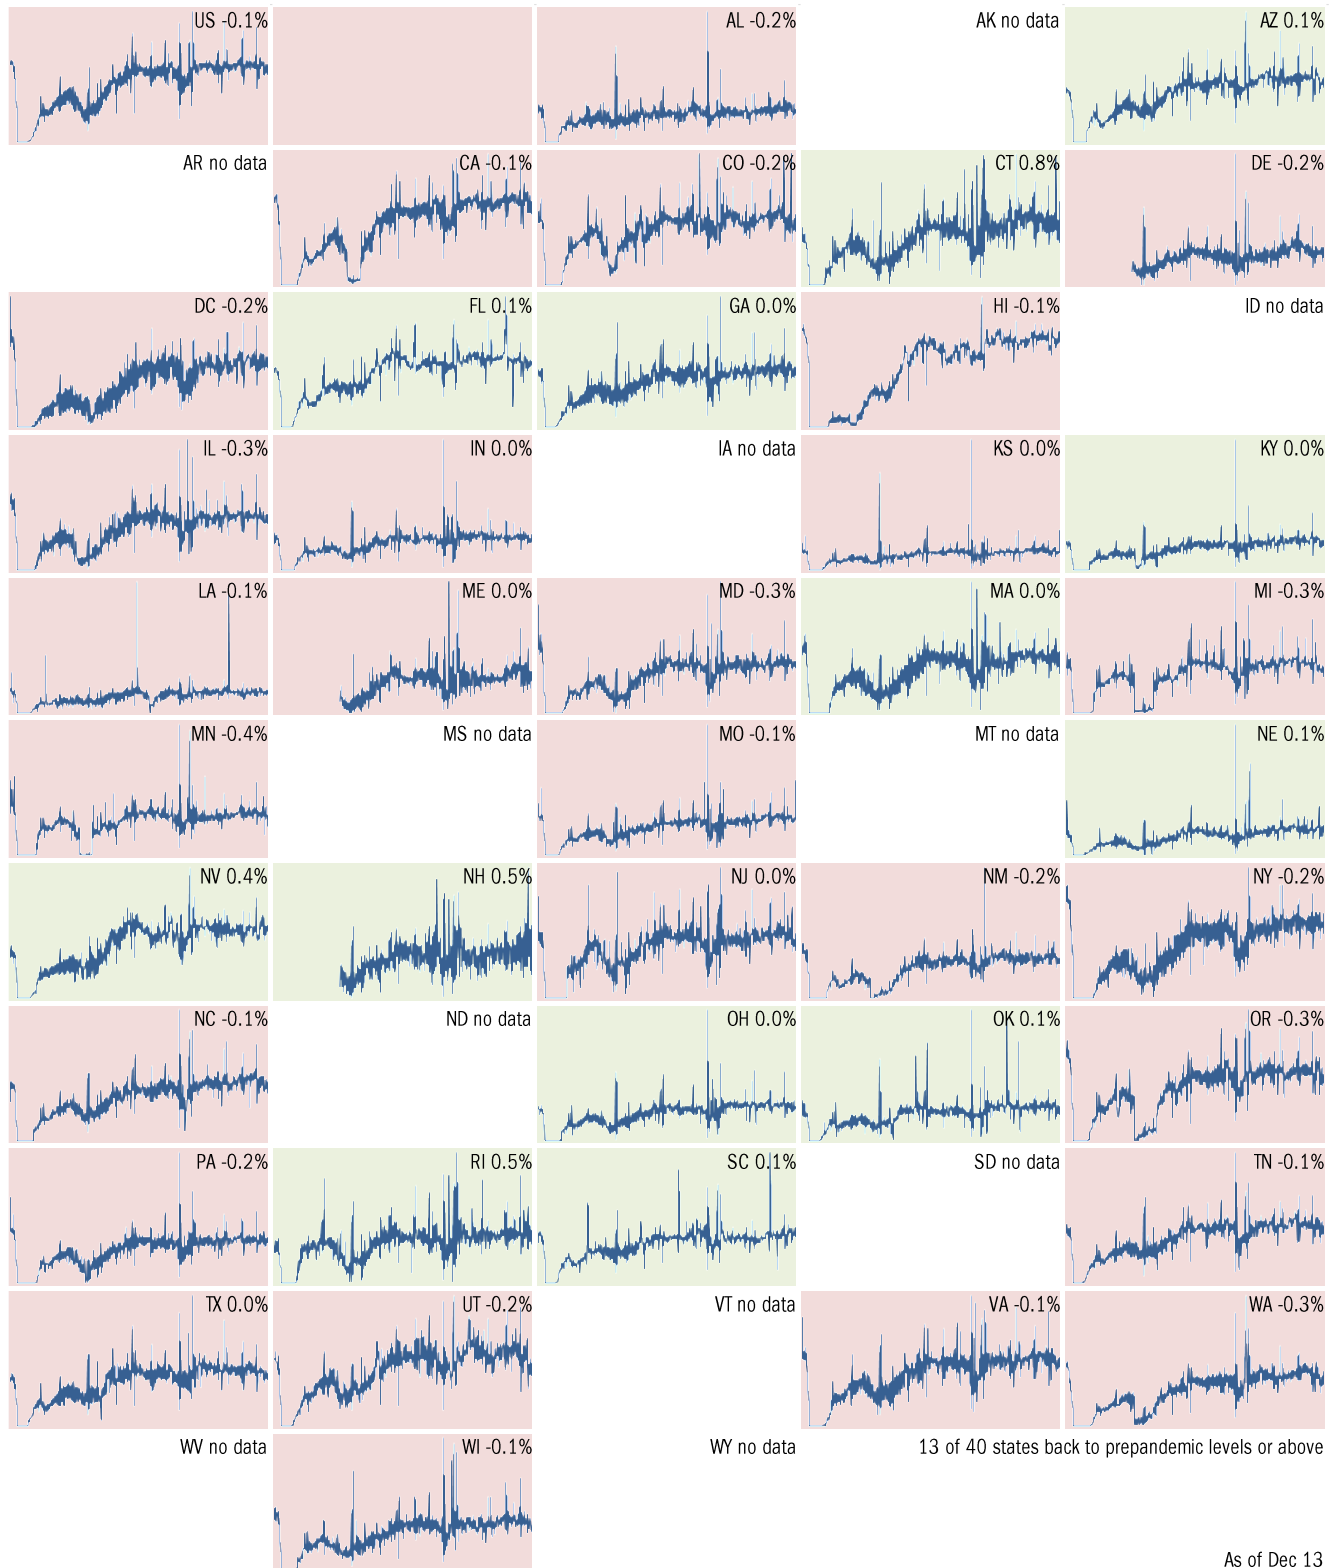 US -0.1%
AL -0.2%
AK no data
AZ 0.1%
AR no data
CA -0.1%
CO -0.2%
CT 0.8%
DE -0.2%
DC -0.2%
FL 0.1%
GA 0.0%
HI -0.1%
ID no data
IL -0.3%
IN 0.0%
IA no data
KS 0.0%
KY 0.0%
LA -0.1%
ME 0.0%
MD -0.3%
MA 0.0%
MI -0.3%
MN -0.4%
MS no data
MO -0.1%
MT no data
NE 0.1%
NV 0.4%
NH 0.5%
NJ 0.0%
NM -0.2%
NY -0.2%
NC -0.1%
ND no data
OH 0.0%
OK 0.1%
OR -0.3%
PA -0.2%
RI 0.5%
SC 0.1%
SD no data
TN -0.1%
TX 0.0%
UT -0.2%
VT no data
VA -0.1%
WA -0.3%
WV no data
WI -0.1%
WY no data
13 of 40 states back to prepandemic levels or above
As of Dec 13